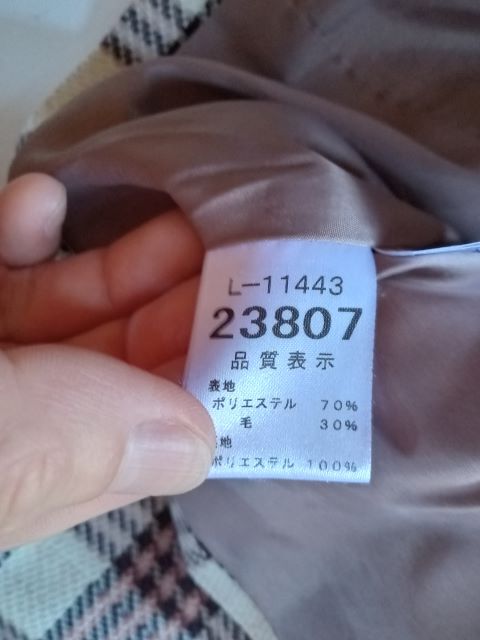 L-11443
23807
品質表示
表地
ポリエステル 70%
毛 30%
地
ポリエステル 100%